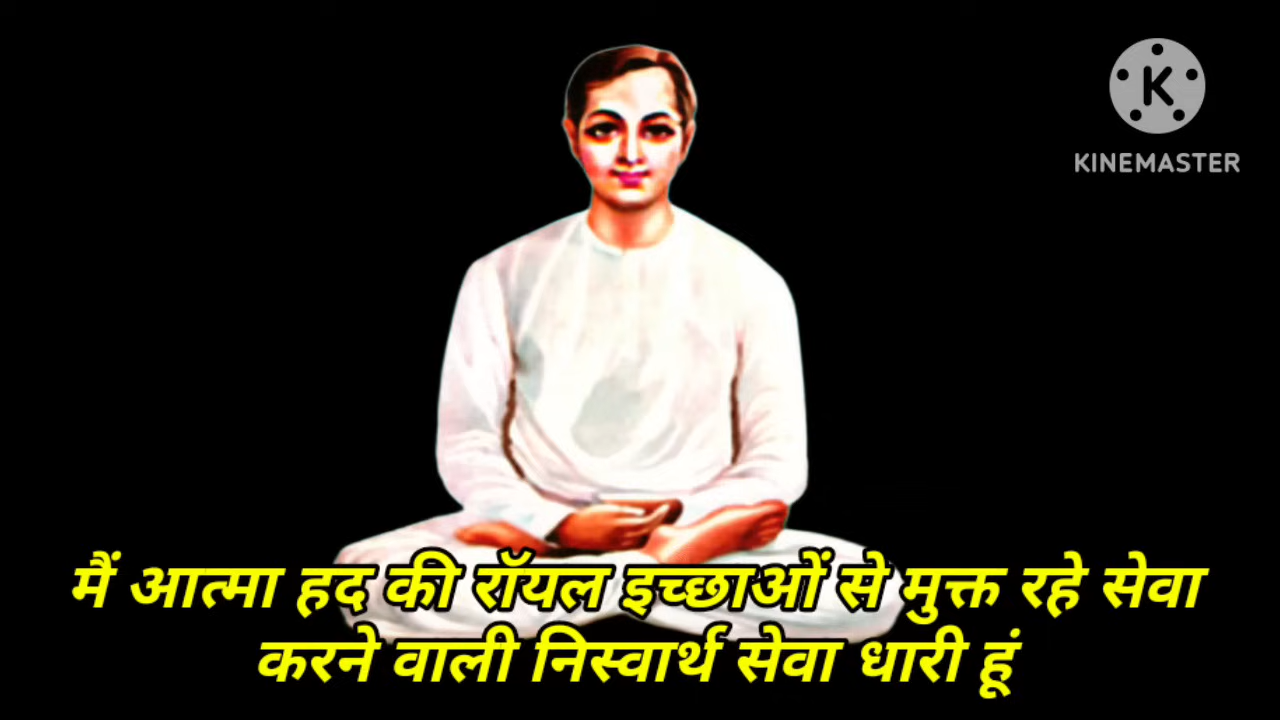 KINEMASTER
मैं आत्मा हद की रॉयल इच्छाओं से मुक्त रहे सेवा
करने वाली निस्वार्थ सेवा धारी हूं